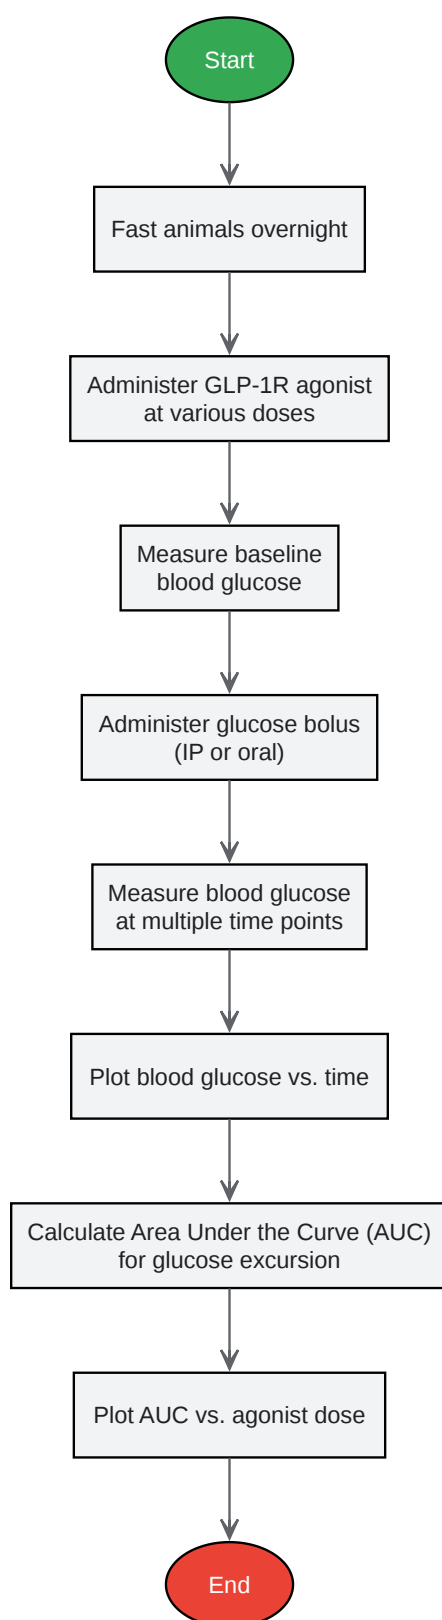 Start
Fast animals overnight
Administer GLP-1R agonist
at various doses
Measure baseline
blood glucose
Administer glucose bolus
(IP or oral)
Measure blood glucose
at multiple time points
Plot blood glucose vs. time
Calculate Area Under the Curve (AUC)
for glucose excursion
Plot AUC vs. agonist dose
End